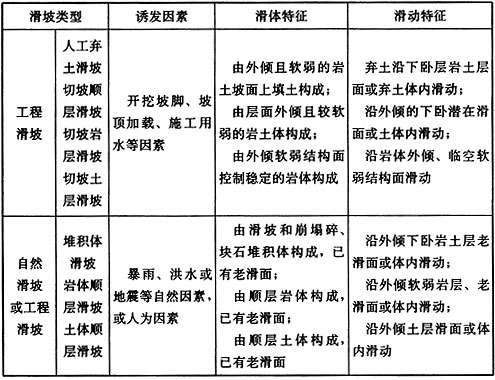 滑坡类型
诱发因素
滑体特征
滑动特征
工程
滑坡
人工弃
土滑坡
切坡顺
层滑坡
切坡岩
层滑坡
切坡土
层滑坡
开挖坡脚、坡
顶加载、施工用
水等因素
由外倾且软弱的岩
土坡面上填土构成；
由层面外倾且较软
弱的岩土体构成；
由外倾软弱结构面
控制稳定的岩体构成
弃土沿下卧层岩土层
面或弃土体内滑动；
沿外倾的下卧潜在滑
面或土体内滑动；
沿岩体外倾、临空软
弱结构面滑动
自然
滑坡
或工程
滑坡
堆积体
滑坡
岩体顺
层滑坡
土体顺
层滑坡
暴雨、洪水或
地震等自然因素，
或人为因素
由滑坡和崩塌碎、
块石堆积体构成，已
有老滑面；
由顺层岩体构成，
已有老滑面；
由顺层土体构成，
已有老滑面
沿外倾下卧岩土层老
滑面或体内滑动；
沿外倾软弱岩层、老
滑面或体内滑动；
沿外倾土层滑面或体
内滑动